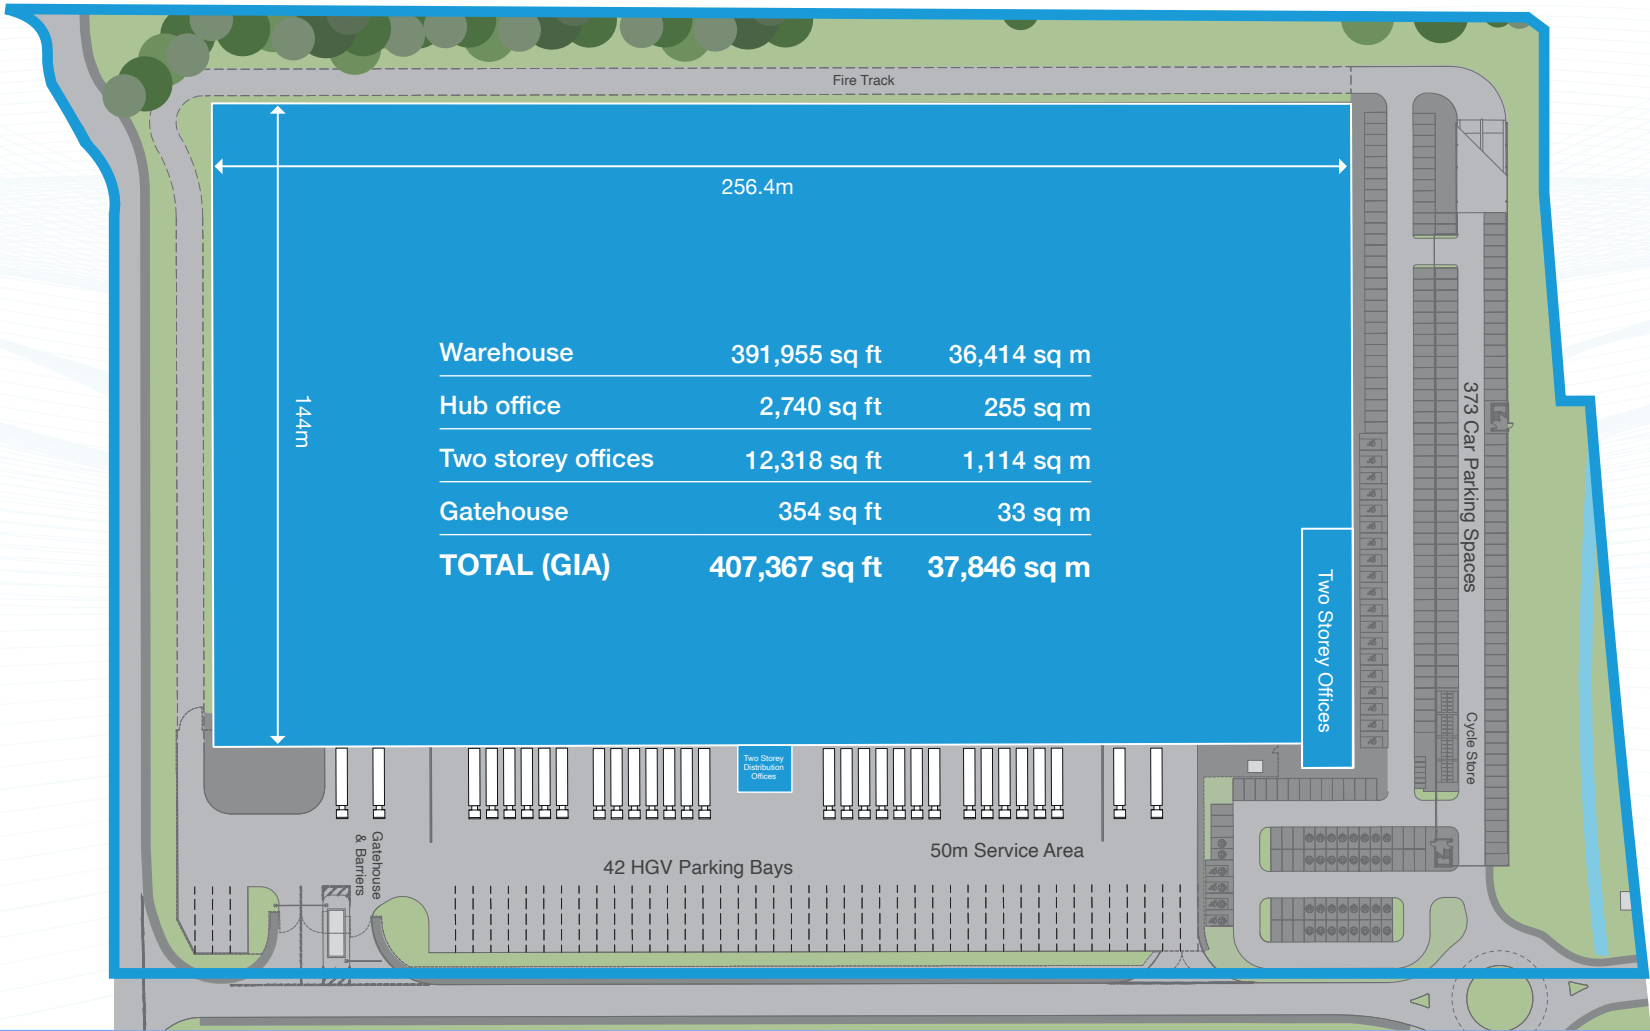 Fire Track
256.4m
144m
Warehouse 391,955 sq ft 36,414 sq m
Hub office 2,740 sq ft 255 sq m
Two storey offices 12,318 sq ft 1,114 sq m
Gatehouse 354 sq ft 33 sq m
TOTAL (GIA) 407,367 sq ft 37,846 sq m
373 Car Parking Spaces
Two Storey Offices
Cycle Store
Two Storey
Distribution
Offices
Gatehouse
& Barriers
42 HGV Parking Bays
50m Service Area